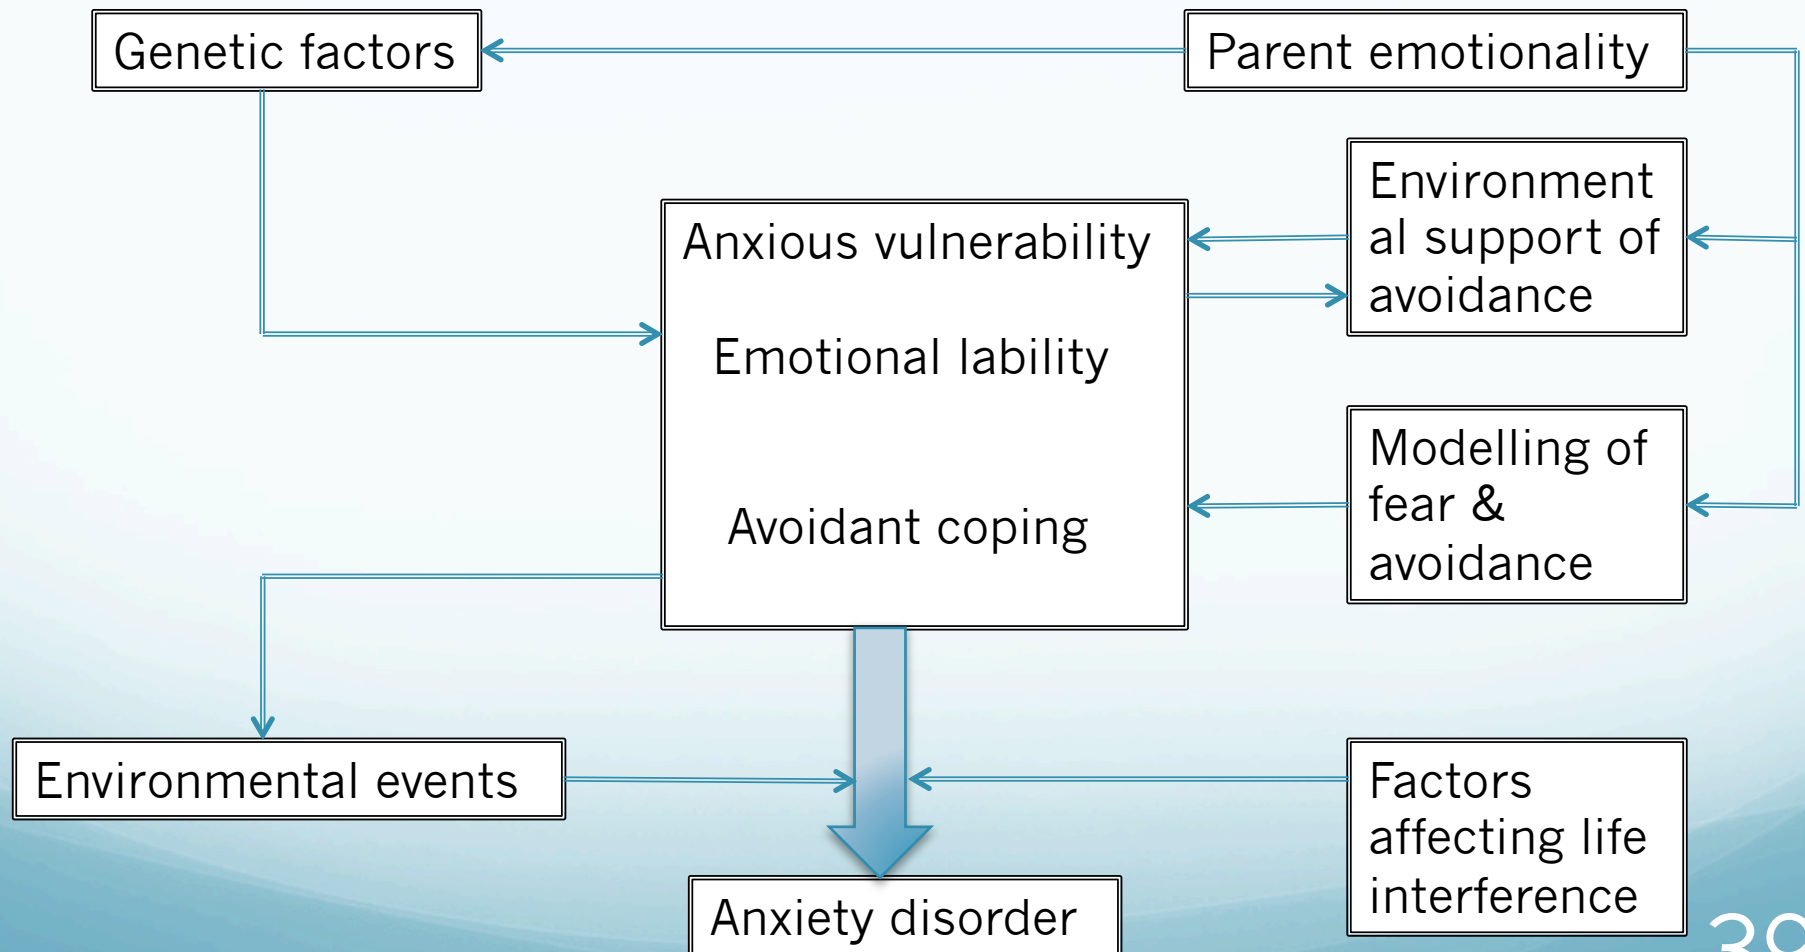 Genetic factors
Parent emotionality
Environment
al support of
avoidance
Anxious vulnerability
Emotional lability
Avoidant coping
Modelling of
fear &
avoidance
Environmental events
Factors
affecting life
interference
Anxiety disorder
39